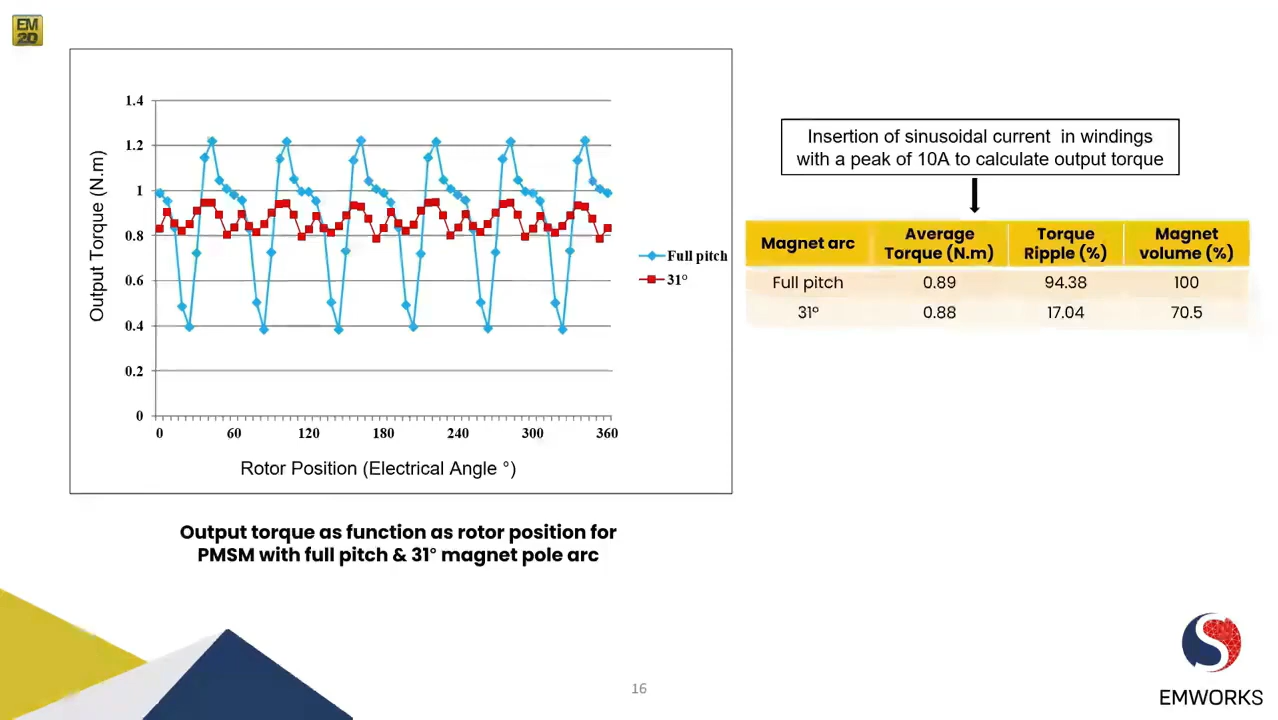 EM
2D
1.4
1.2
1
0.8
0.6
0.4
0.2
0
0 60 120 180 240 300 360
Output Torque (N.m)
Rotor Position (Electrical Angle °)
Full pitch
31°
Output torque as function as rotor position for
PMSM with full pitch & 31° magnet pole arc
Insertion of sinusoidal current in windings
with a peak of 10A to calculate output torque
Magnet arc Average Torque (N.m) Torque Ripple (%) Magnet volume (%)
Full pitch 0.89 94.38 100
31° 0.88 17.04 70.5
16
EMWORKS